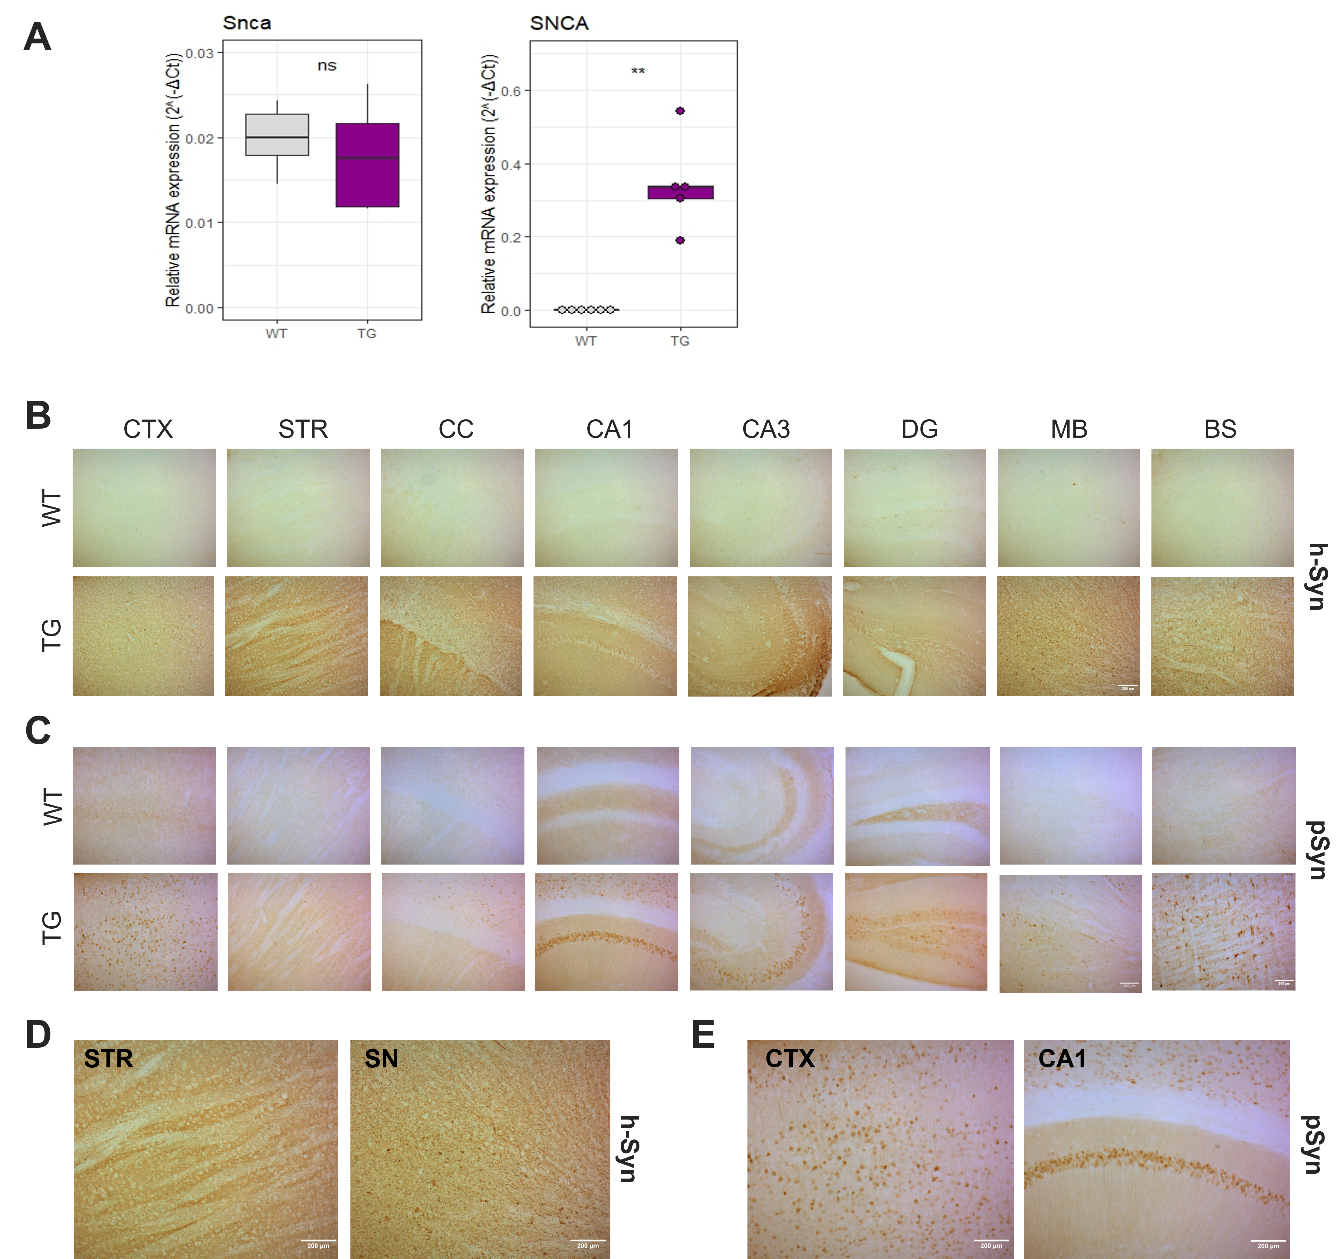 A
Snca
SNCA
Relative mRNA expression (2^(-ΔCt))
0.03
0.02
0.01
0.00
ns
WT
TG
Relative mRNA expression (2^(-ΔCt))
0.6
0.4
0.2
0.0
**
WT
TG
B
CTX STR CC CA1 CA3 DG MB BS
WT
TG
h-Syn
C
WT
TG
pSyn
D
STR
200 µm
SN
200 µm
h-Syn
E
CTX
200 µm
CA1
200 µm
pSyn